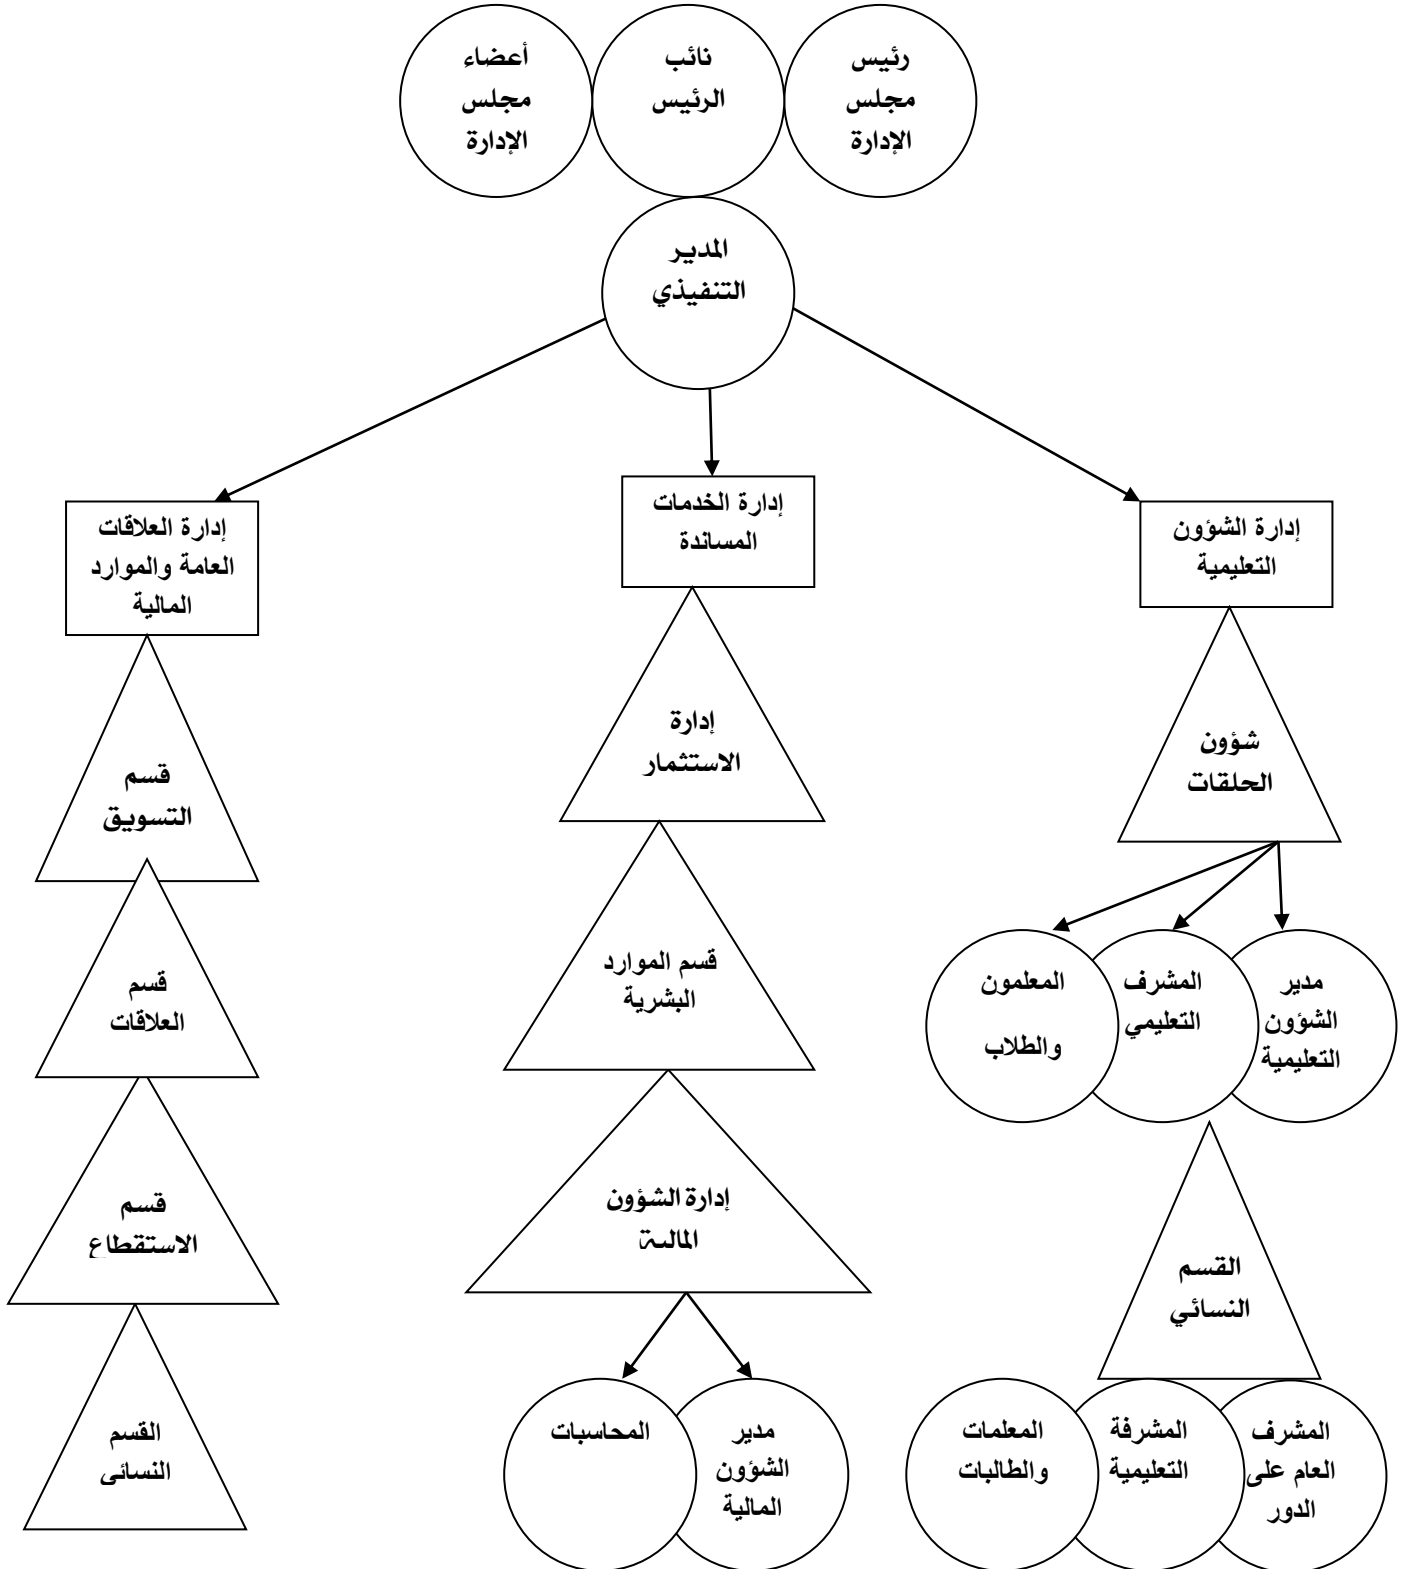 رئيس
مجلس
الإدارة
نائب
الرئيس
أعضاء
مجلس
الإدارة
المدير
التنفيذي
إدارة الشؤون
التعليمية
إدارة الخدمات
المساندة
إدارة العلاقات
العامة والموارد
المالية
شؤون
الحلقات
مدير
الشؤون
التعليمية
المشرف
التعليمي
المعلمون
والطلاب
القسم
النسائي
المشرف
العام على
الدور
المشرفة
التعليمية
المعلمات
والطالبات
إدارة
الاستثمار
قسم الموارد
البشرية
إدارة الشؤون
المالية
مدير
الشؤون
المالية
المحاسبات
قسم
التسويق
قسم
العلاقات
قسم
الاستقطاع
القسم
النسائي